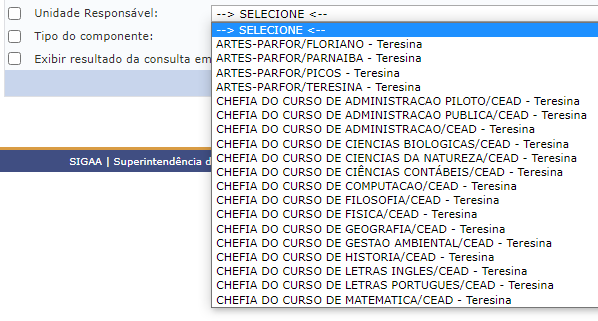 Unidade Responsável:
--> SELECIONE <--
Tipo do componente:
Exibir resultado da consulta em
--> SELECIONE <--
ARTES-PARFOR/FLORIANO - Teresina
ARTES-PARFOR/PARNAIBA - Teresina
ARTES-PARFOR/PICOS - Teresina
ARTES-PARFOR/TERESINA - Teresina
CHEFIA DO CURSO DE ADMINISTRACAO PILOTO/CEAD - Teresina
CHEFIA DO CURSO DE ADMINISTRACAO PUBLICA/CEAD - Teresina
CHEFIA DO CURSO DE ADMINISTRACAO/CEAD - Teresina
CHEFIA DO CURSO DE CIENCIAS BIOLOGICAS/CEAD - Teresina
CHEFIA DO CURSO DE CIENCIAS DA NATUREZA/CEAD - Teresina
CHEFIA DO CURSO DE CIÊNCIAS CONTÁBEIS/CEAD - Teresina
CHEFIA DO CURSO DE COMPUTACAO/CEAD - Teresina
CHEFIA DO CURSO DE FILOSOFIA/CEAD - Teresina
CHEFIA DO CURSO DE FISICA/CEAD - Teresina
CHEFIA DO CURSO DE GEOGRAFIA/CEAD - Teresina
CHEFIA DO CURSO DE GESTAO AMBIENTAL/CEAD - Teresina
CHEFIA DO CURSO DE HISTORIA/CEAD - Teresina
CHEFIA DO CURSO DE LETRAS INGLES/CEAD - Teresina
CHEFIA DO CURSO DE LETRAS PORTUGUES/CEAD - Teresina
CHEFIA DO CURSO DE MATEMATICA/CEAD - Teresina
SIGAA | Superintendência d